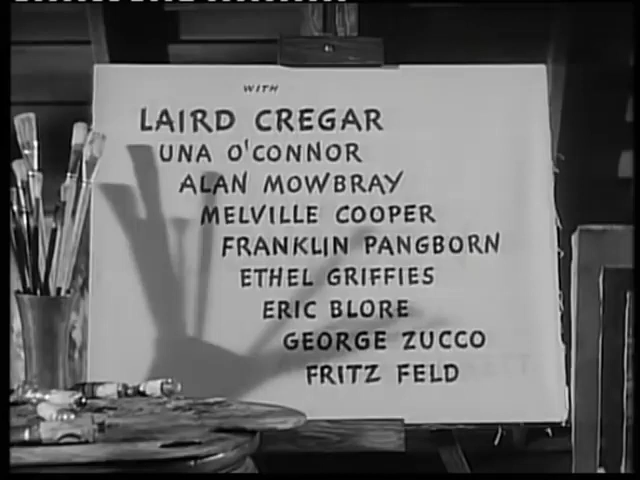 WITH
LAIRD CREGAR
UNA O'CONNOR
ALAN MOWBRAY
MELVILLE COOPER
FRANKLIN PANGBORN
ETHEL GRIFFIES
ERIC BLORE
GEORGE ZUCCO
FRITZ FELD